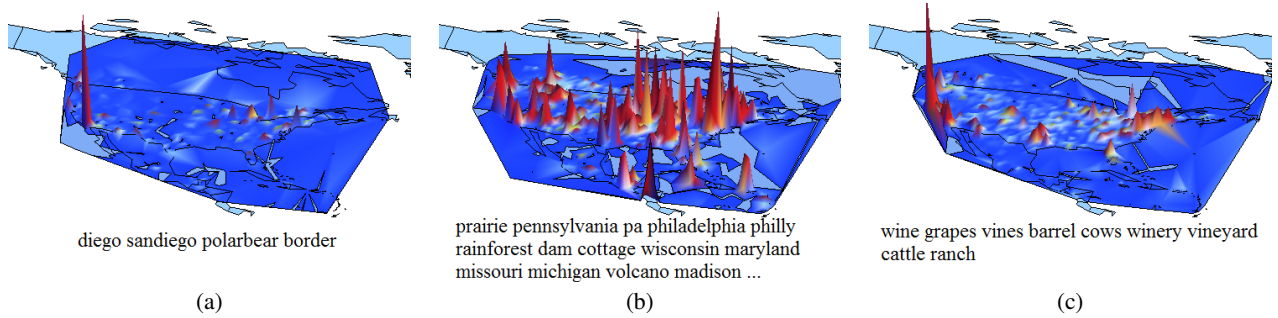 diego sandiego polarbear border
(a)
prairie pennsylvania pa philadelphia philly
rainforest dam cottage wisconsin maryland
missouri michigan volcano madison ...
(b)
wine grapes vines barrel cows winery vineyard
cattle ranch
(c)